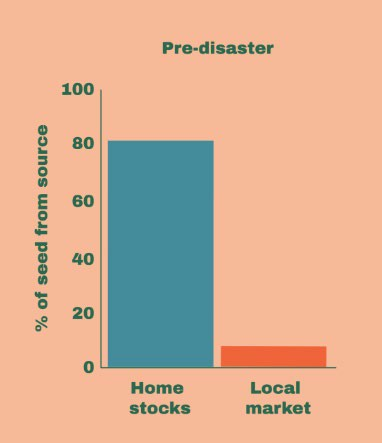 Pre-disaster
% of seed from source
100
80
60
40
20
0
Home
stocks
Local
market